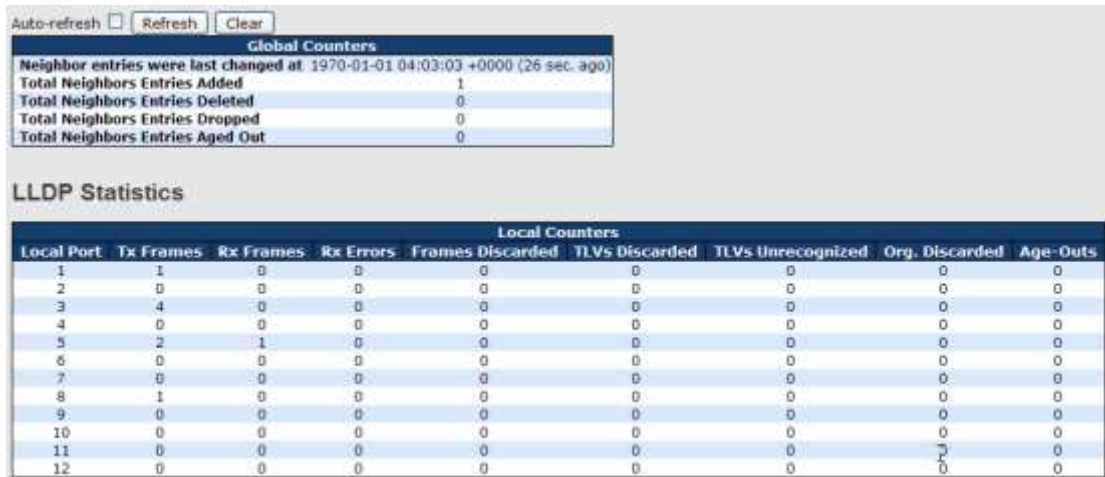 Auto-refresh Refresh Clear
Global Counters
Neighbor entries were last changed at 1970-01-01 04:03:03 +0000 (26 sec. ago)
Total Neighbors Entries Added 1
Total Neighbors Entries Deleted 0
Total Neighbors Entries Dropped 0
Total Neighbors Entries Aged Out 0
LLDP Statistics
Local Counters
Local Port Tx Frames Rx Frames Rx Errors Frames Discarded TLVs Discarded TLVs Unrecognized Org. Discarded Age-Outs
1 1 0 0 0 0 0 0 0
2 0 0 0 0 0 0 0 0
3 4 0 0 0 0 0 0 0
4 0 0 0 0 0 0 0 0
5 2 1 0 0 0 0 0 0
6 0 0 0 0 0 0 0 0
7 0 0 0 0 0 0 0 0
8 1 0 0 0 0 0 0 0
9 0 0 0 0 0 0 0 0
10 0 0 0 0 0 0 0 0
11 0 0 0 0 0 0 0
12 0 0 0 0 0 0 0 0